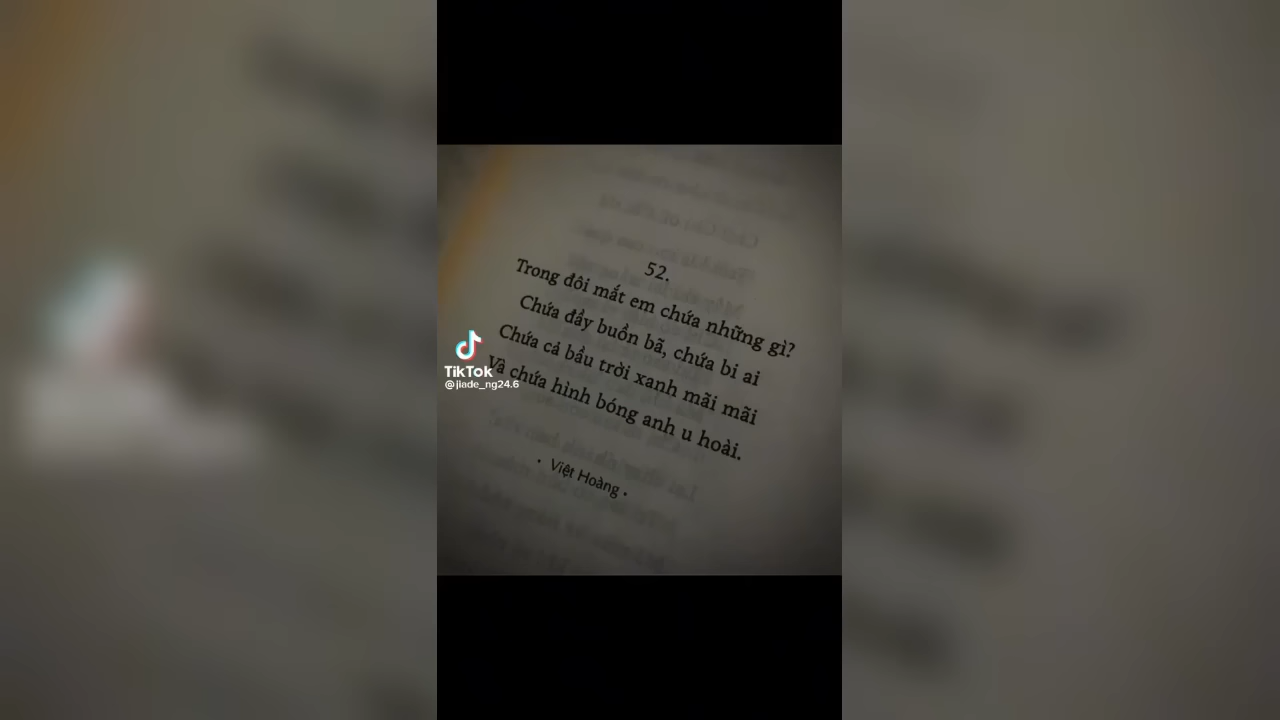 52.
Trong đôi mắt em chứa những gì?
Chứa đầy buồn bã, chứa bi ai
Chứa cả bầu trời xanh mãi mãi
Và chứa hình bóng anh u hoài.
• Việt Hoàng •
TikTok
@jiade_ng24.6